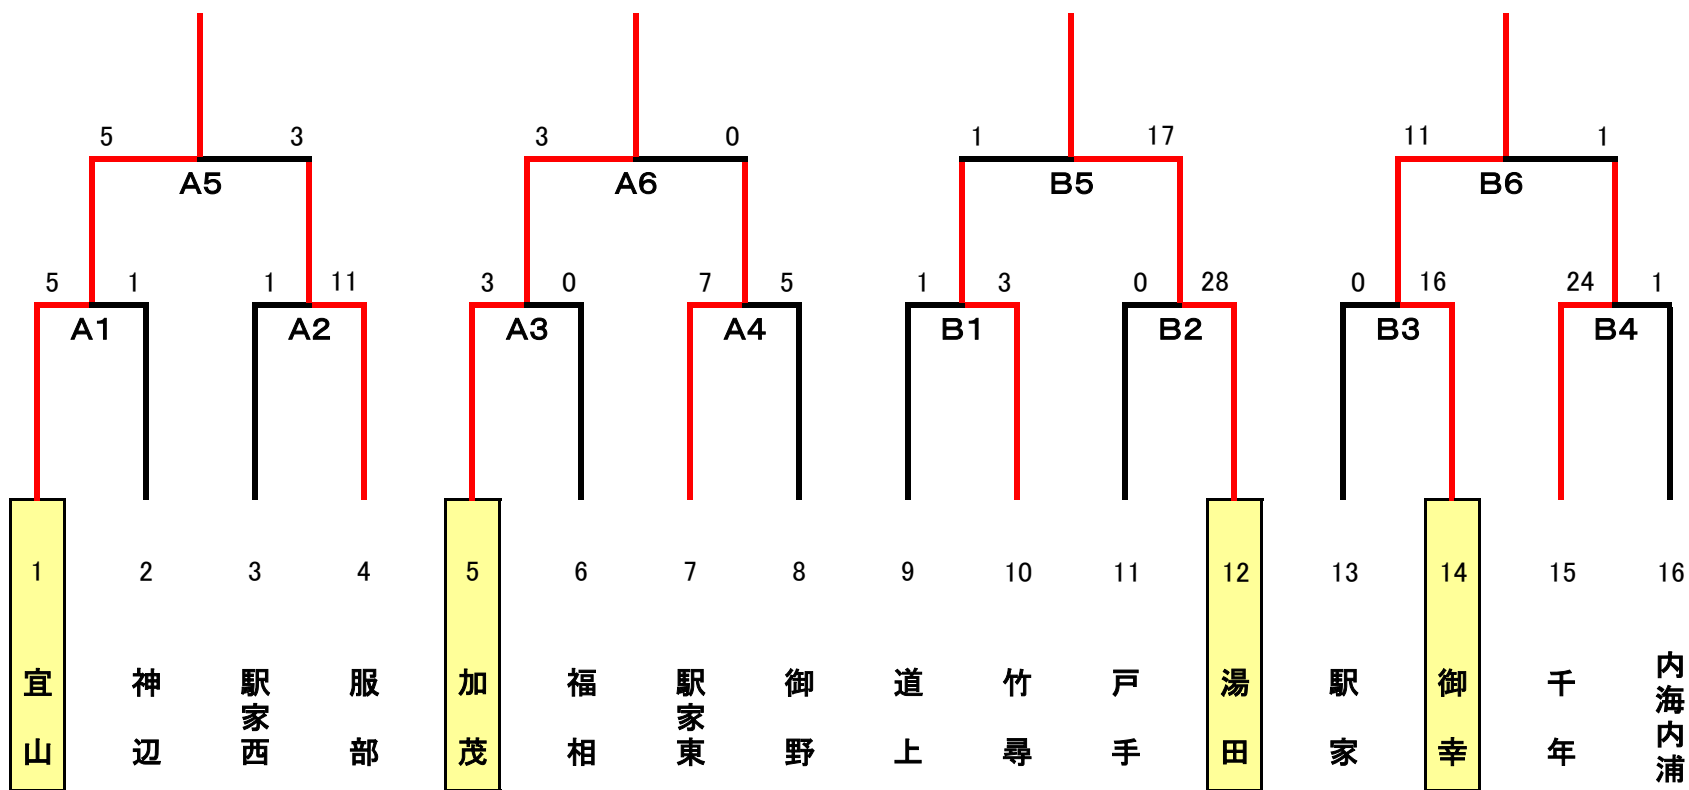 5 3 3 0 1 17 11 1
A5 A6 B5 B6
5 1 1 11 3 0 7 5 1 3 0 28 0 16 24 1
A1 A2 A3 A4 B1 B2 B3 B4
1 2 3 4 5 6 7 8 9 10 11 12 13 14 15 16
宜山
神辺
駅家西
服部
加茂
福相
駅家東
御野
道上
竹尋
戸手
湯田
駅家
御幸
千年
内海内浦